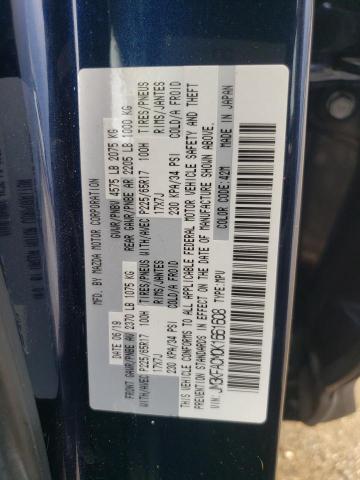 MFD. BY MAZDA MOTOR CORPORATION
DATE 06/19 GVWR/PNBV 4575 LB 2075 KG
GAWR/PNBE AV 2370 LB 1075 KG REAR GAWR/PNBE AR 2205 LB 1000 KG
WITH/AVEC P225/65R17 100H TIRES/PNEUS WITH/AVEC P225/65R17 100H TIRES/PNEUS
17X7J RIMS/JANTES 17X7J RIMS/JANTES
230 KPA/34 PSI COLD/A FROID 230 KPA/34 PSI COLD/A FROID
THIS VEHICLE CONFORMS TO ALL APPLICABLE FEDERAL MOTOR VEHICLE SAFETY AND THEFT
PREVENTION STANDARDS IN EFFECT ON THE DATE OF MANUFACTURE SHOWN ABOVE.
TYPE:MPV COLOR CODE:42M MADE IN JAPAN